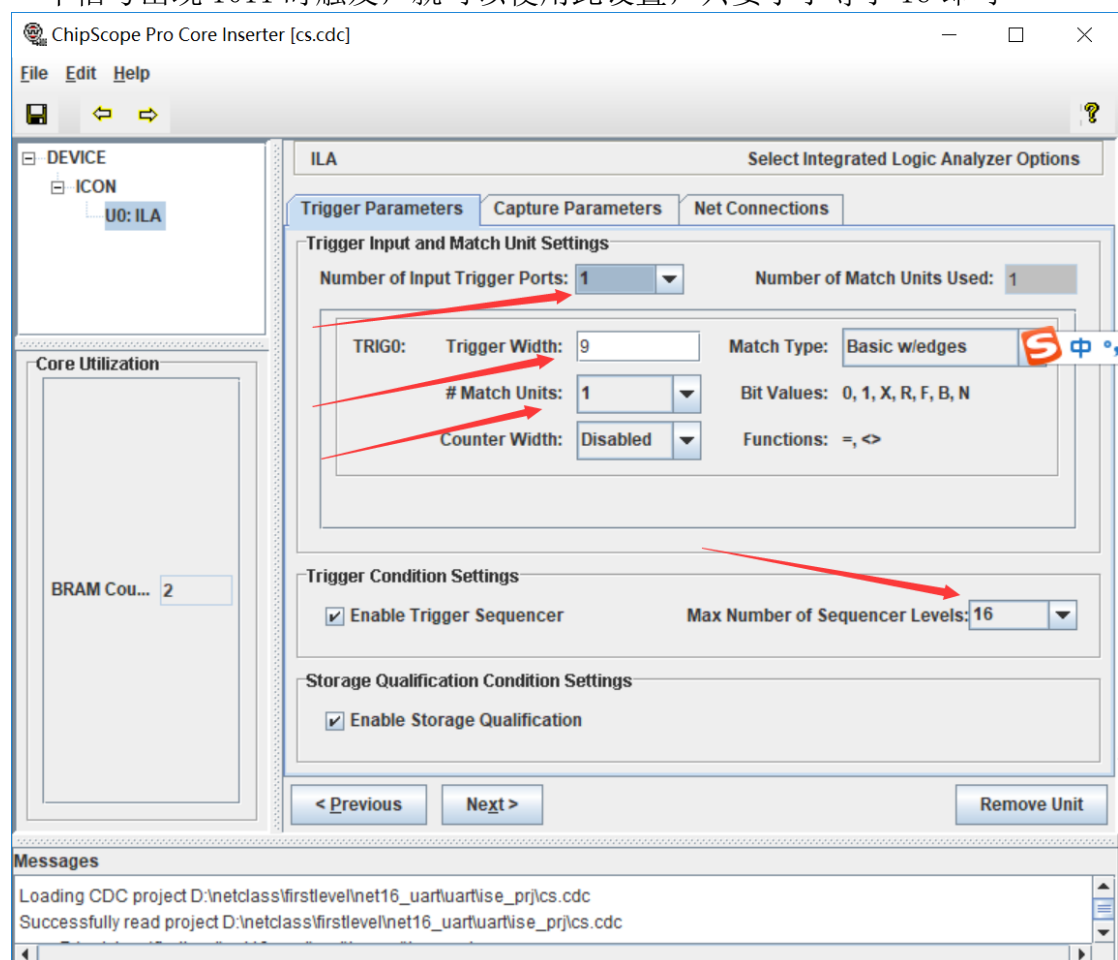 ChipScope Pro Core Inserter [cs.cdc]
File Edit Help
DEVICE
ICON
U0: ILA
ILA
Select Integrated Logic Analyzer Options
Trigger Parameters
Capture Parameters
Net Connections
Trigger Input and Match Unit Settings
Number of Input Trigger Ports: 1
Number of Match Units Used: 1
TRIG0:
Trigger Width: 9
Match Type: Basic w/edges
# Match Units: 1
Bit Values: 0, 1, X, R, F, B, N
Counter Width: Disabled
Functions: =, <>
中
Core Utilization
BRAM Cou... 2
Trigger Condition Settings
Enable Trigger Sequencer
Max Number of Sequencer Levels: 16
Storage Qualification Condition Settings
Enable Storage Qualification
< Previous
Next >
Remove Unit
Messages
Loading CDC project D:\netclass\firstlevel\net16_uart\uart\ise_prj\cs.cdc
Successfully read project D:\netclass\firstlevel\net16_uart\uart\ise_prj\cs.cdc